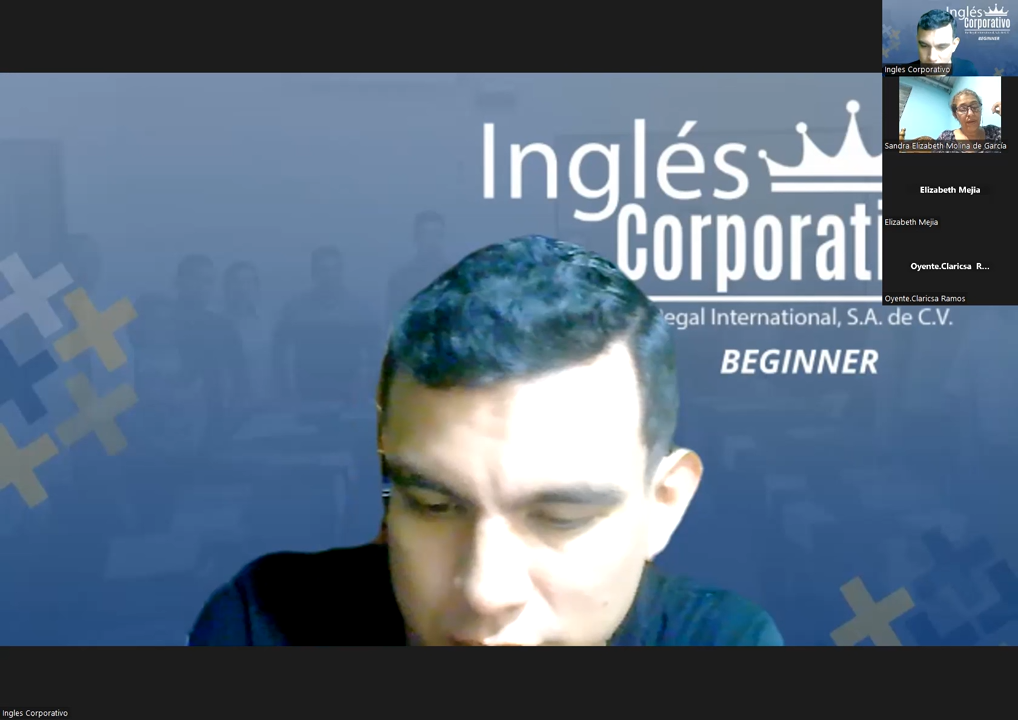 Inglés
Corporati
legal International, S.A. de C.V.
BEGINNER
Ingles Corporativo
Inglés
Corporativo
BEGINNER
Ingles Corporativo
Sandra Elizabeth Molina de García
Elizabeth Mejia
Elizabeth Mejia
Oyente.Claricsa R...
Oyente.Claricsa Ramos